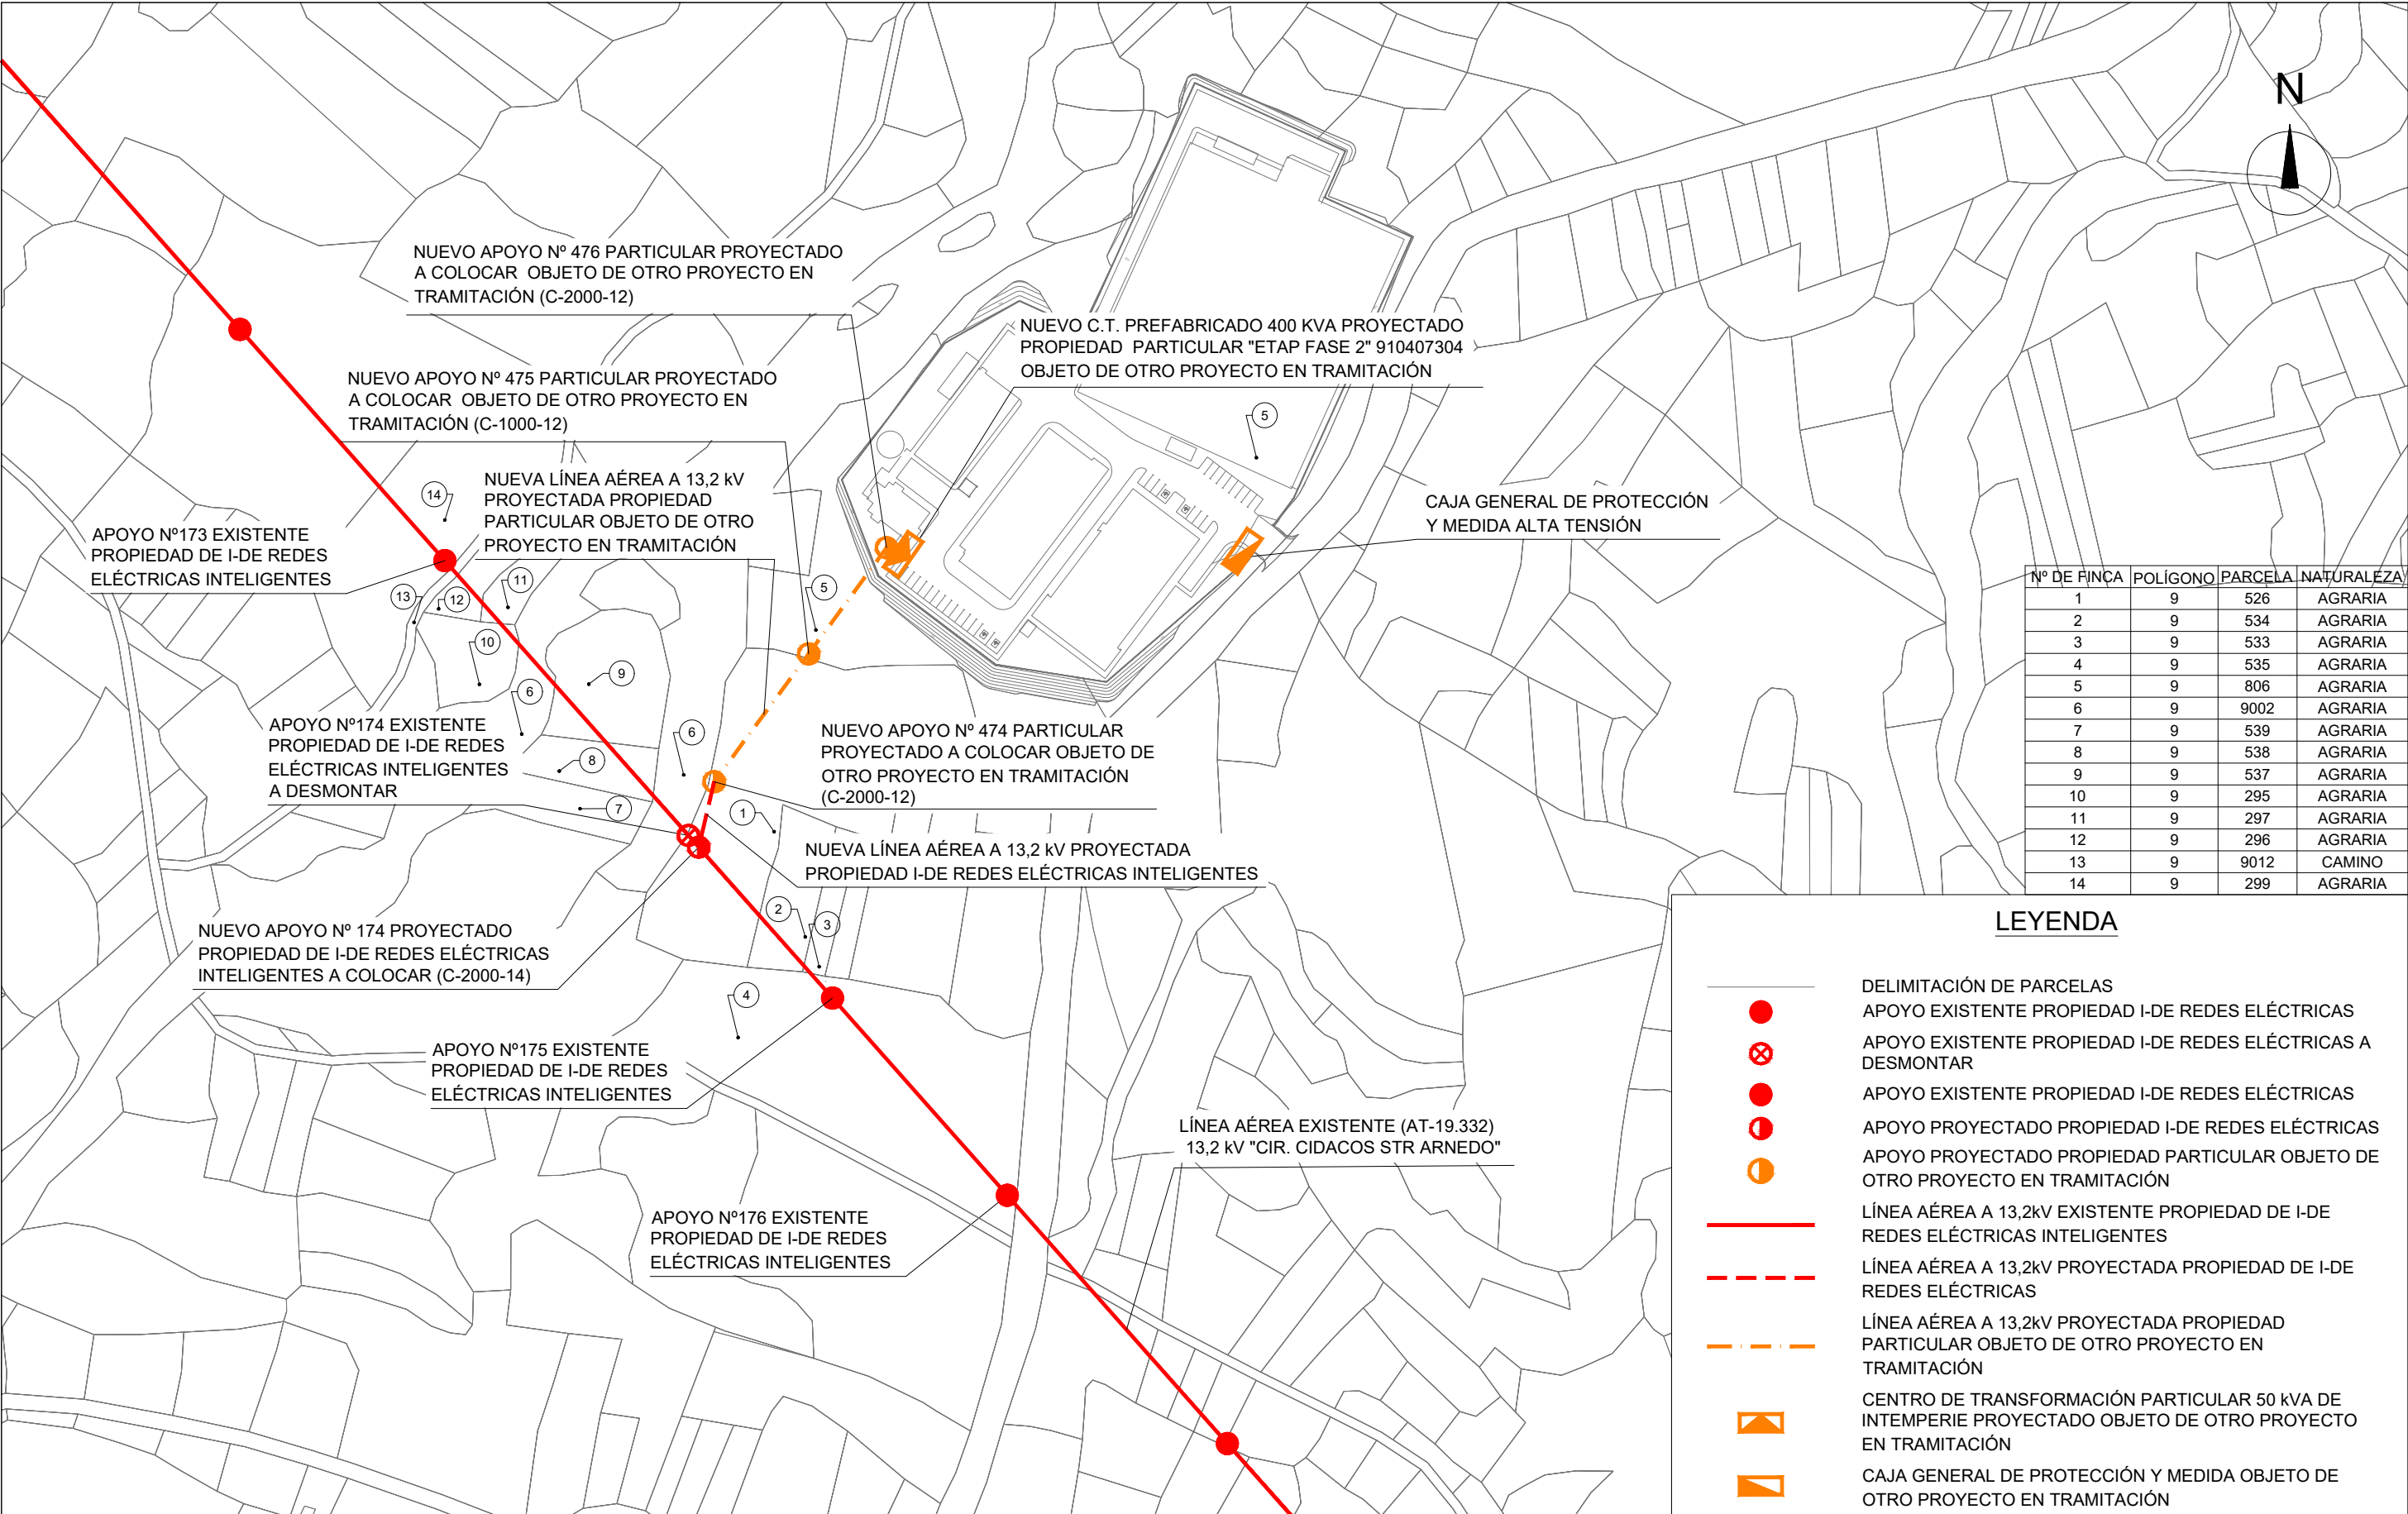 N
NUEVO APOYO Nº 476 PARTICULAR PROYECTADO
A COLOCAR OBJETO DE OTRO PROYECTO EN
TRAMITACIÓN (C-2000-12)
NUEVO C.T. PREFABRICADO 400 KVA PROYECTADO
PROPIEDAD PARTICULAR "ETAP FASE 2" 910407304
OBJETO DE OTRO PROYECTO EN TRAMITACIÓN
NUEVO APOYO Nº 475 PARTICULAR PROYECTADO
A COLOCAR OBJETO DE OTRO PROYECTO EN
TRAMITACIÓN (C-1000-12)
5
NUEVA LÍNEA AÉREA A 13,2 kV
PROYECTADA PROPIEDAD
PARTICULAR OBJETO DE OTRO
PROYECTO EN TRAMITACIÓN
14
CAJA GENERAL DE PROTECCIÓN
Y MEDIDA ALTA TENSIÓN
APOYO Nº173 EXISTENTE
PROPIEDAD DE I-DE REDES
ELÉCTRICAS INTELIGENTES
11
13
12
5
10
9
6
Nº DE FINCA POLÍGONO PARCELA NATURALEZA
1 9 526 AGRARIA
2 9 534 AGRARIA
3 9 533 AGRARIA
4 9 535 AGRARIA
5 9 806 AGRARIA
6 9 9002 AGRARIA
7 9 539 AGRARIA
8 9 538 AGRARIA
9 9 537 AGRARIA
10 9 295 AGRARIA
11 9 297 AGRARIA
12 9 296 AGRARIA
13 9 9012 CAMINO
14 9 299 AGRARIA
APOYO Nº174 EXISTENTE
PROPIEDAD DE I-DE REDES
ELÉCTRICAS INTELIGENTES
A DESMONTAR
6
8
7
1
NUEVO APOYO Nº 474 PARTICULAR
PROYECTADO A COLOCAR OBJETO DE
OTRO PROYECTO EN TRAMITACIÓN
(C-2000-12)
NUEVA LÍNEA AÉREA A 13,2 kV PROYECTADA
PROPIEDAD I-DE REDES ELÉCTRICAS INTELIGENTES
2
3
NUEVO APOYO Nº 174 PROYECTADO
PROPIEDAD DE I-DE REDES ELÉCTRICAS
INTELIGENTES A COLOCAR (C-2000-14)
4
APOYO Nº175 EXISTENTE
PROPIEDAD DE I-DE REDES
ELÉCTRICAS INTELIGENTES
LÍNEA AÉREA EXISTENTE (AT-19.332)
13,2 kV "CIR. CIDACOS STR ARNEDO"
APOYO Nº176 EXISTENTE
PROPIEDAD DE I-DE REDES
ELÉCTRICAS INTELIGENTES
LEYENDA
DELIMITACIÓN DE PARCELAS
APOYO EXISTENTE PROPIEDAD I-DE REDES ELÉCTRICAS
APOYO EXISTENTE PROPIEDAD I-DE REDES ELÉCTRICAS A
DESMONTAR
APOYO EXISTENTE PROPIEDAD I-DE REDES ELÉCTRICAS
APOYO PROYECTADO PROPIEDAD I-DE REDES ELÉCTRICAS
APOYO PROYECTADO PROPIEDAD PARTICULAR OBJETO DE
OTRO PROYECTO EN TRAMITACIÓN
LÍNEA AÉREA A 13,2kV EXISTENTE PROPIEDAD DE I-DE
REDES ELÉCTRICAS INTELIGENTES
LÍNEA AÉREA A 13,2kV PROYECTADA PROPIEDAD DE I-DE
REDES ELÉCTRICAS
LÍNEA AÉREA A 13,2kV PROYECTADA PROPIEDAD
PARTICULAR OBJETO DE OTRO PROYECTO EN
TRAMITACIÓN
CENTRO DE TRANSFORMACIÓN PARTICULAR 50 kVA DE
INTEMPERIE PROYECTADO OBJETO DE OTRO PROYECTO
EN TRAMITACIÓN
CAJA GENERAL DE PROTECCIÓN Y MEDIDA OBJETO DE
OTRO PROYECTO EN TRAMITACIÓN